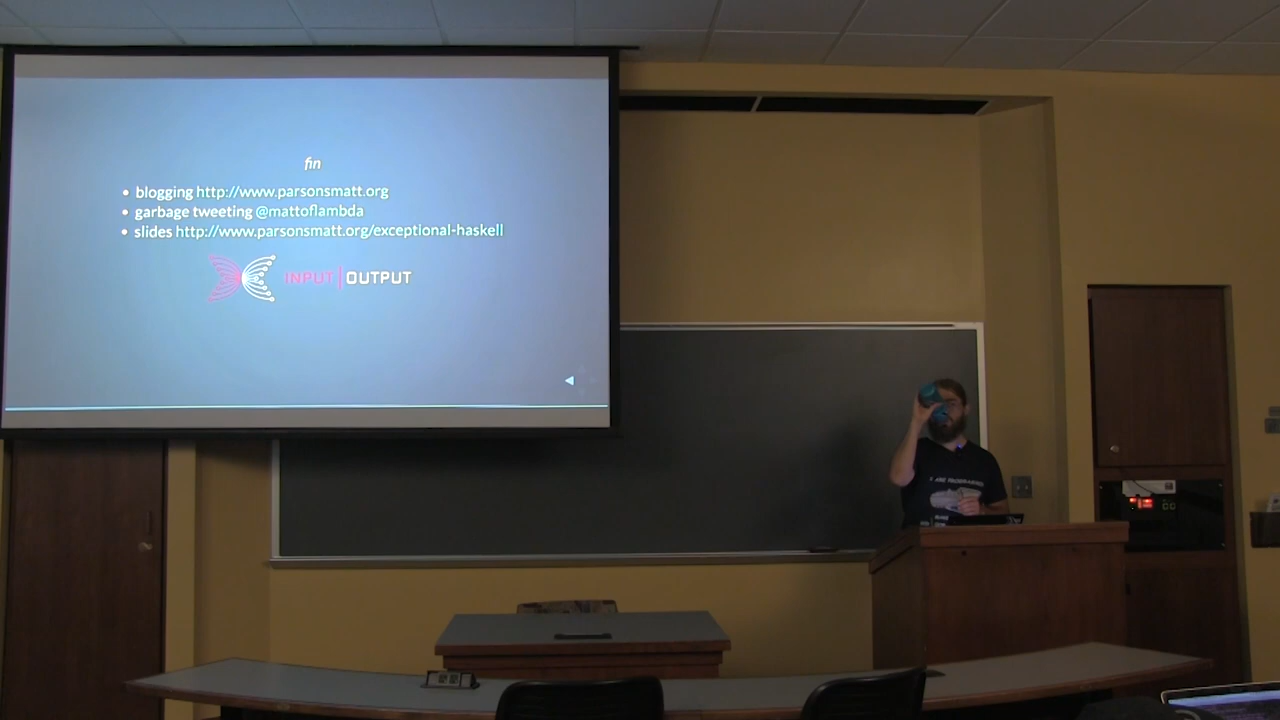 fin
• blogging http://www.parsonsmatt.org
• garbage tweeting @mattoflambda
• slides http://www.parsonsmatt.org/exceptional-haskell
INPUT|OUTPUT